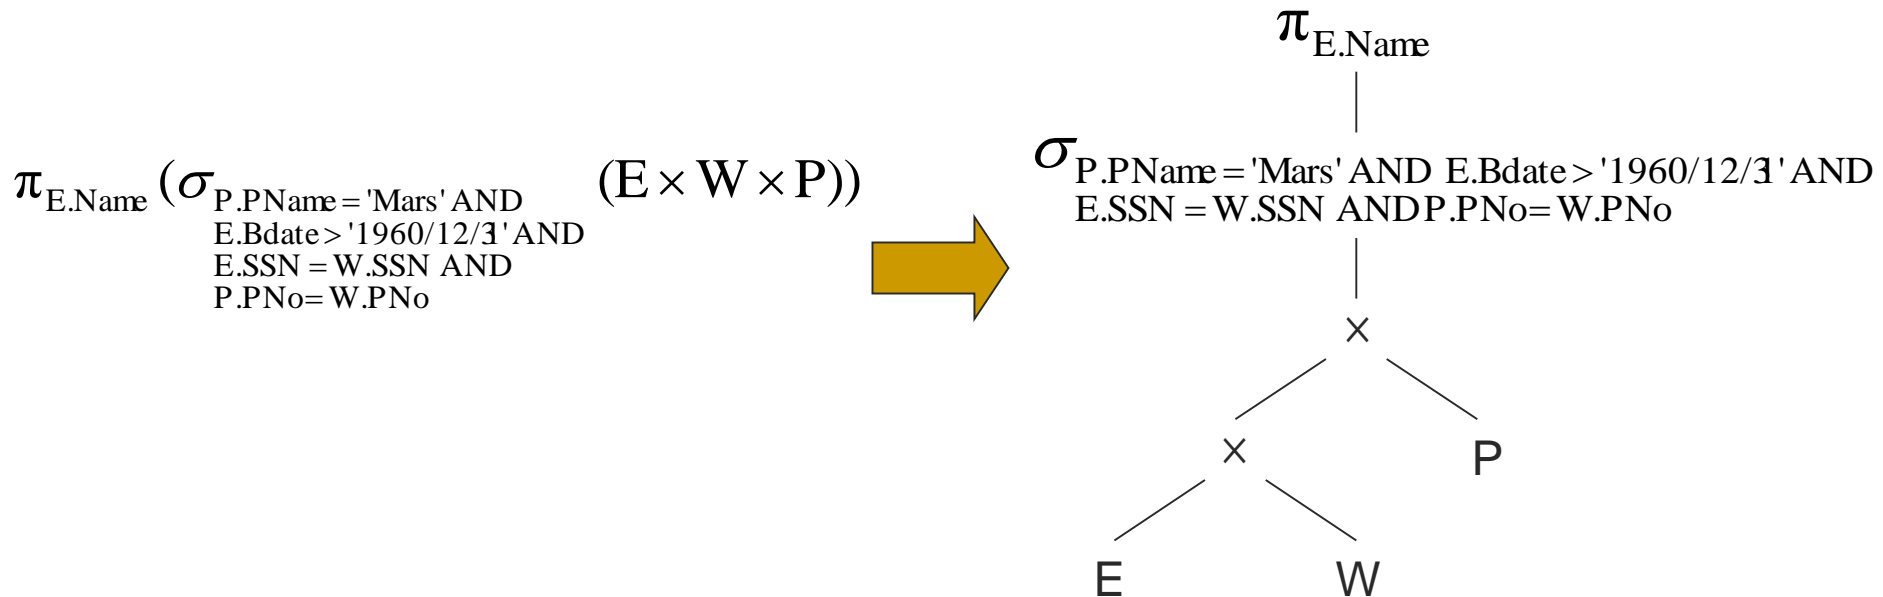 π E.Name (σ P.PName = 'Mars' AND (E × W × P))
E.Bdate > '1960/12/31' AND
E.SSN = W.SSN AND
P.PNo = W.PNo
π E.Name
σ P.PName = 'Mars' AND E.Bdate > '1960/12/31' AND
E.SSN = W.SSN AND P.PNo = W.PNo
×
× P
E W